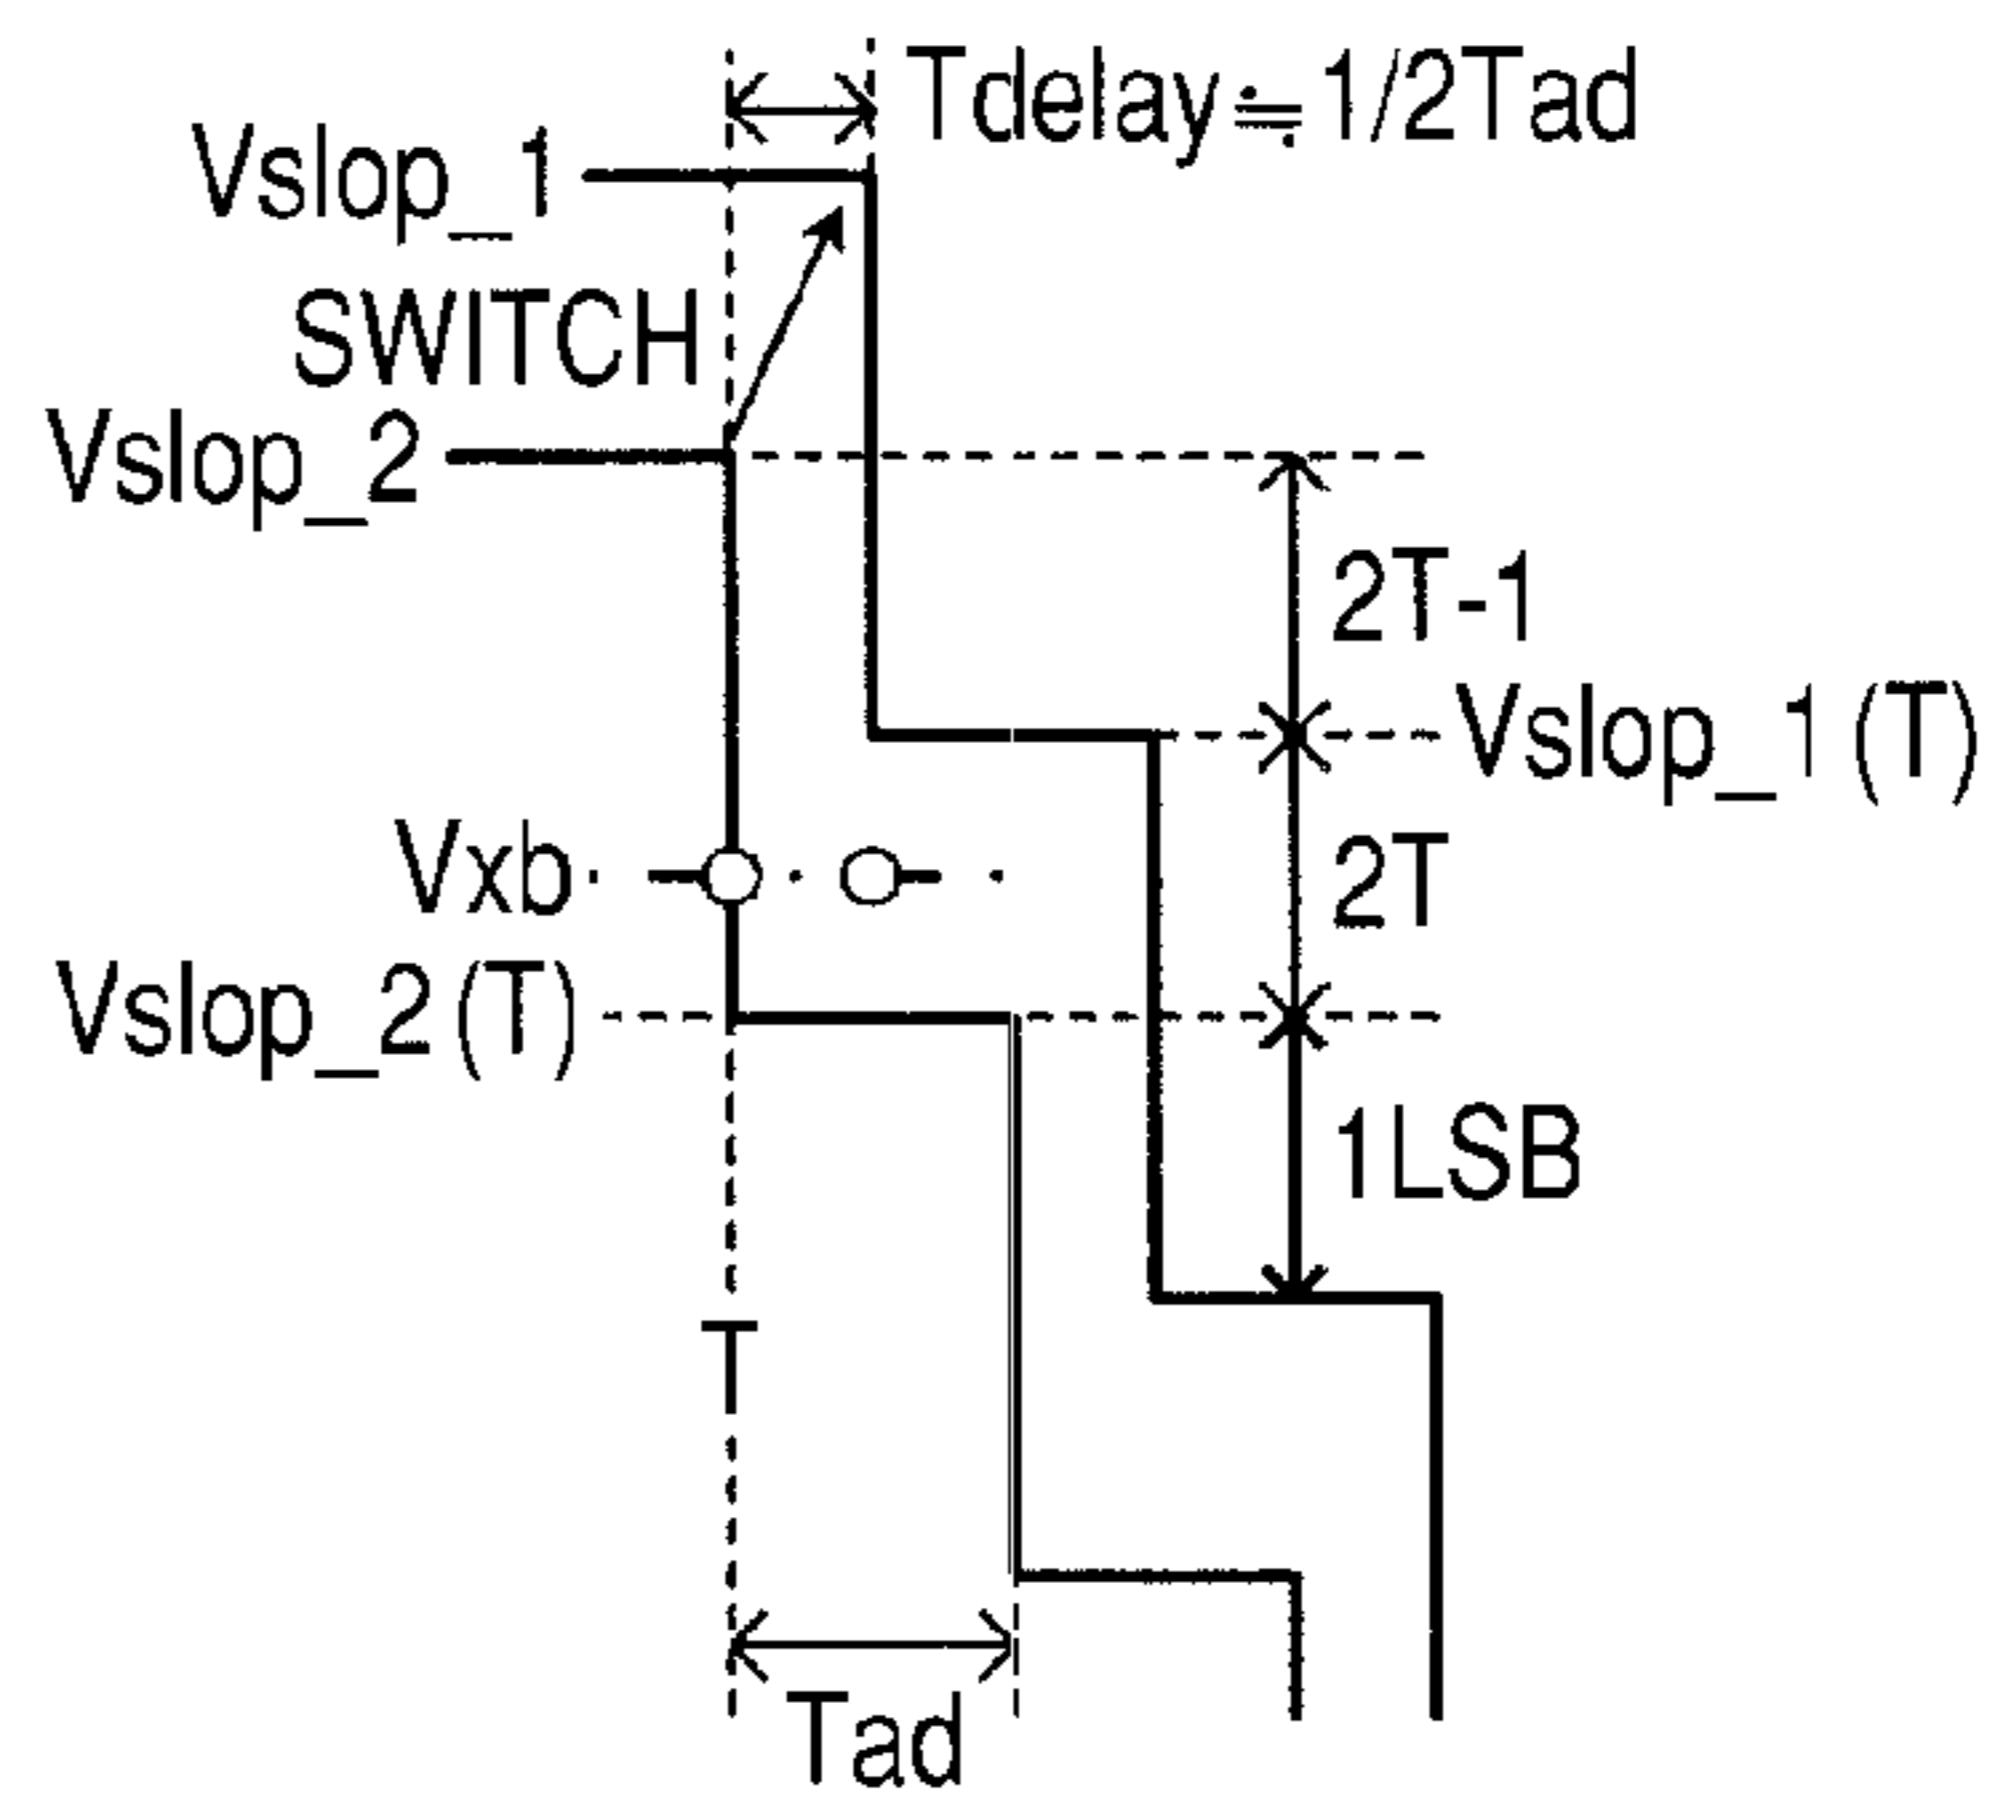 Tdelay≒1/2Tad
Vslop_1
SWITCH
Vslop_2
2T-1
Vslop_1(T)
Vxb
2T
Vslop_2(T)
1LSB
T
Tad